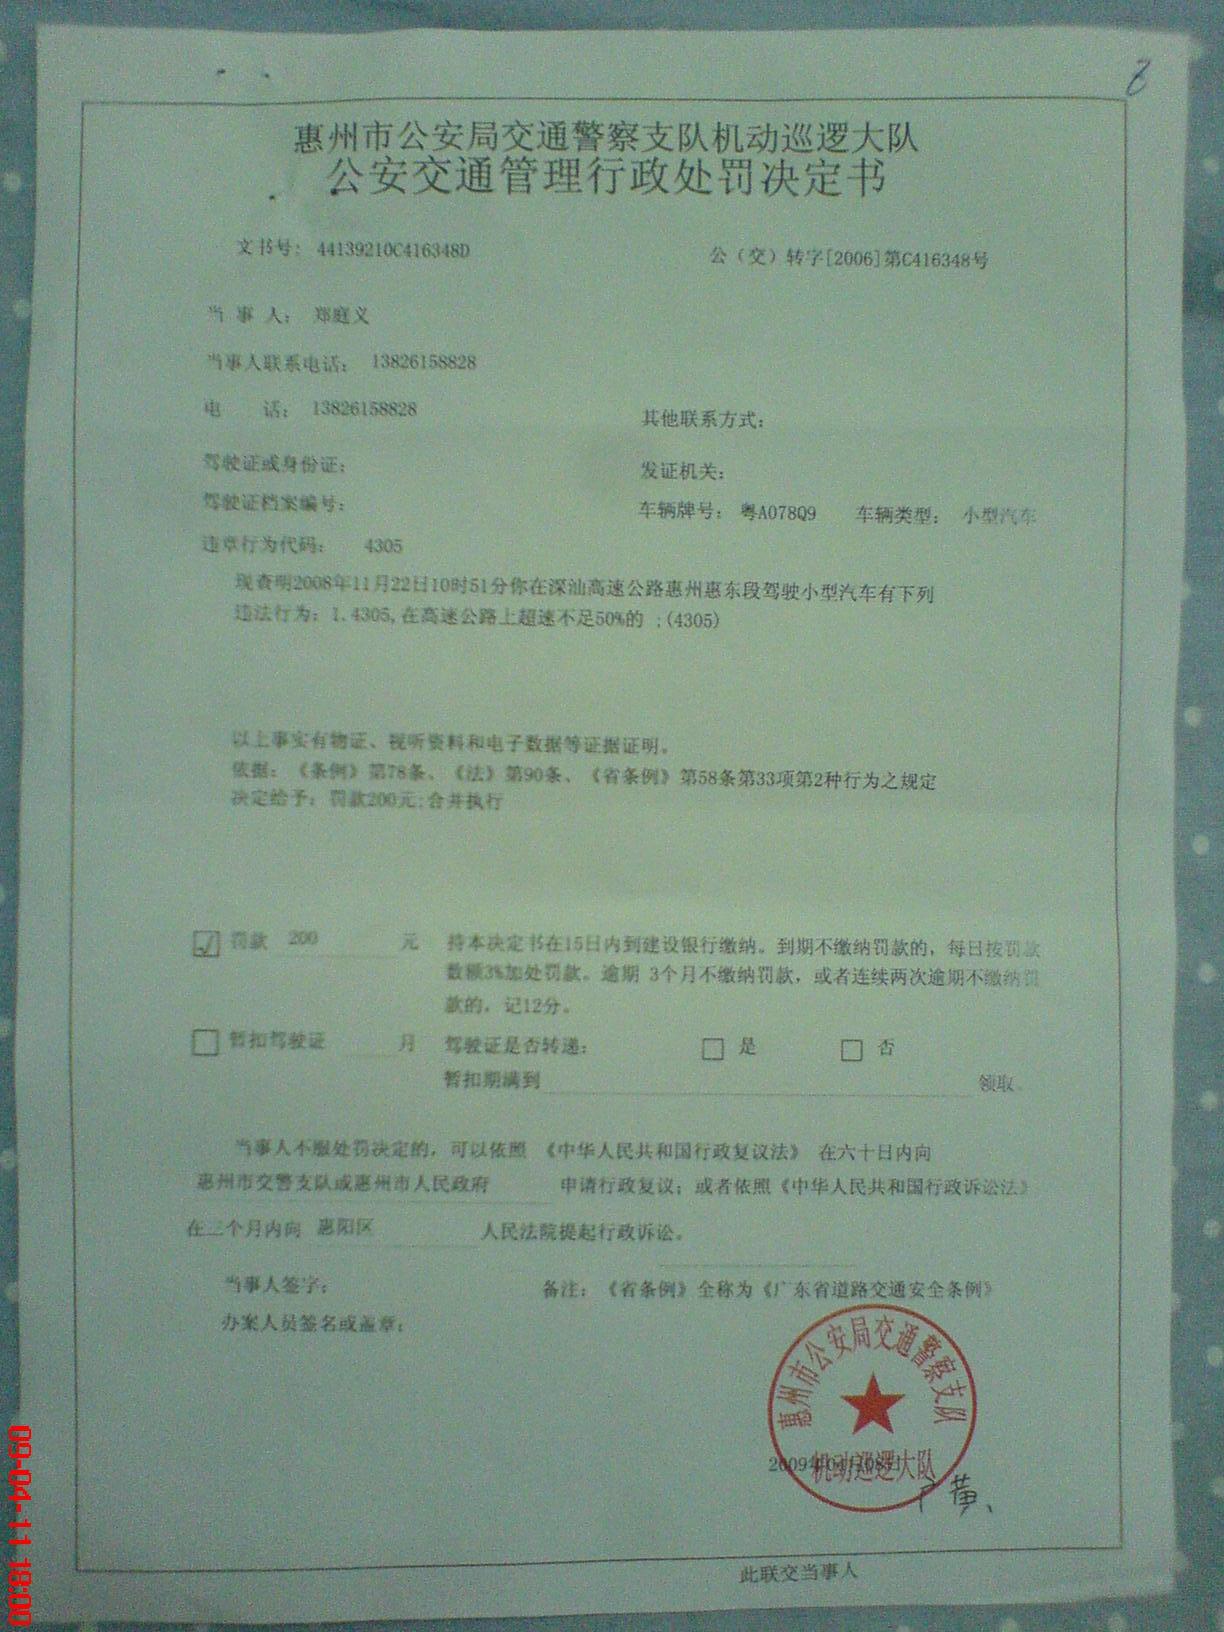 惠州市公安局交通警察支队机动巡逻大队
公安交通管理行政处罚决定书
文书号: 44139210C416348D
公（交）转字[2006]第C416348号
当 事 人: 郑庭义
当事人联系电话: 13826158828
电 话: 13826158828
其他联系方式:
驾驶证或身份证:
发证机关:
驾驶证档案编号:
车辆牌号: 粤A078Q9 车辆类型: 小型汽车
违章行为代码: 4305
现查明2008年11月22日10时51分你在深汕高速公路惠州惠东段驾驶小型汽车有下列
违法行为: 1.4305,在高速公路上超速不足50%的 ;(4305)
以上事实有物证、视听资料和电子数据等证据证明。
依据: 《条例》第78条、《法》第90条、《省条例》第58条第33项第2种行为之规定
决定给予: 罚款200元;合并执行
罚款 200 元 持本决定书在15日内到建设银行缴纳。到期不缴纳罚款的，每日按罚款
数额3%加处罚款。逾期 3个月不缴纳罚款，或者连续两次逾期不缴纳罚
款的，记12分。
暂扣驾驶证 月 驾驶证是否转递: 是 否
暂扣期满到 领取。
当事人不服处罚决定的，可以依照 《中华人民共和国行政复议法》 在六十日内向
惠州市交警支队或惠州市人民政府 申请行政复议；或者依照《中华人民共和国行政诉讼法》
在三个月内向 惠阳区 人民法院提起行政诉讼。
当事人签字:
备注: 《省条例》全称为《广东省道路交通安全条例》
办案人员签名或盖章:
惠州市公安局交通警察支队
机动巡逻大队
2009年
黄
此联交当事人
09-04-11 18:00